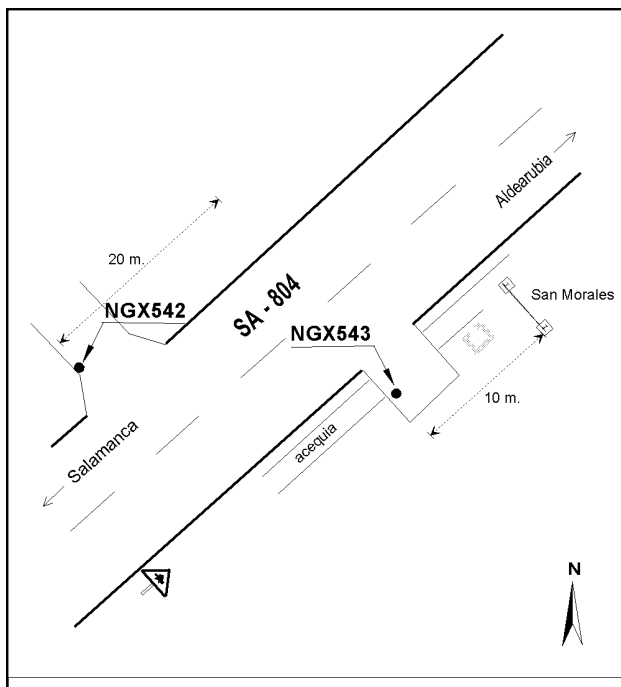 Aldearubia
20 m.
San Morales
NGX542
SA - 804
NGX543
10 m.
acequia
Salamanca
N